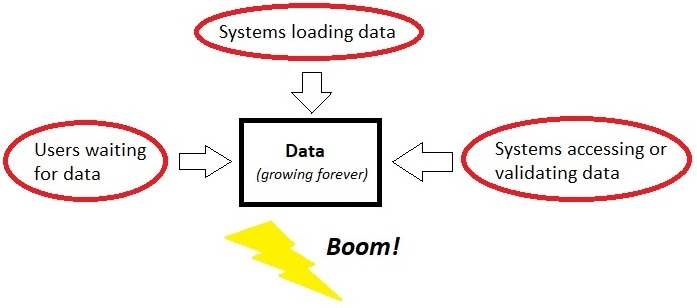 Systems loading data
Users waiting
for data
Data
(growing forever)
Systems accessing or
validating data
Boom!